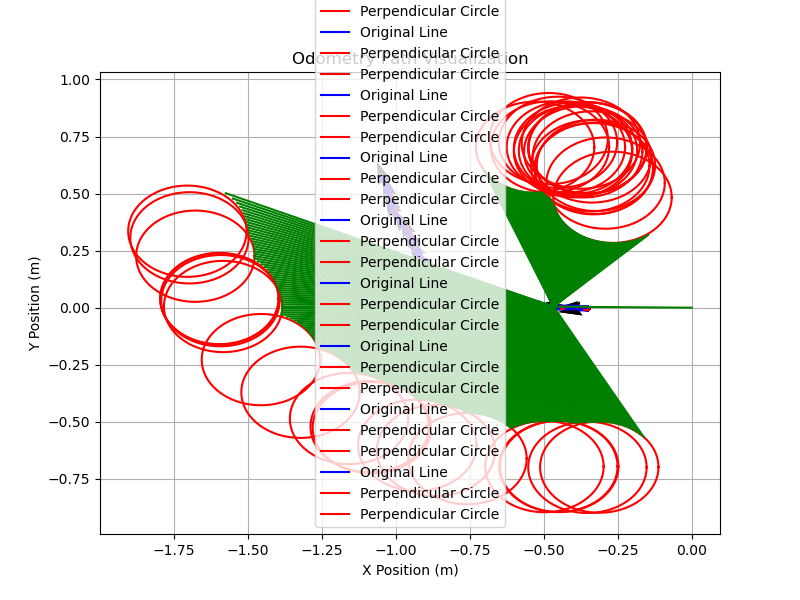 Perpendicular Circle
Original Line
Perpendicular Circle
Odometry Path Visualization
Perpendicular Circle
Original Line
Perpendicular Circle
Perpendicular Circle
Original Line
Perpendicular Circle
Perpendicular Circle
Original Line
Perpendicular Circle
Perpendicular Circle
Original Line
Perpendicular Circle
Perpendicular Circle
Original Line
Perpendicular Circle
Perpendicular Circle
Original Line
Perpendicular Circle
Perpendicular Circle
Original Line
Perpendicular Circle
Perpendicular Circle
1.00
0.75
0.50
0.25
0.00
−0.25
−0.50
−0.75
Y Position (m)
−1.75 −1.50 −1.25 −1.00 −0.75 −0.50 −0.25 0.00
X Position (m)